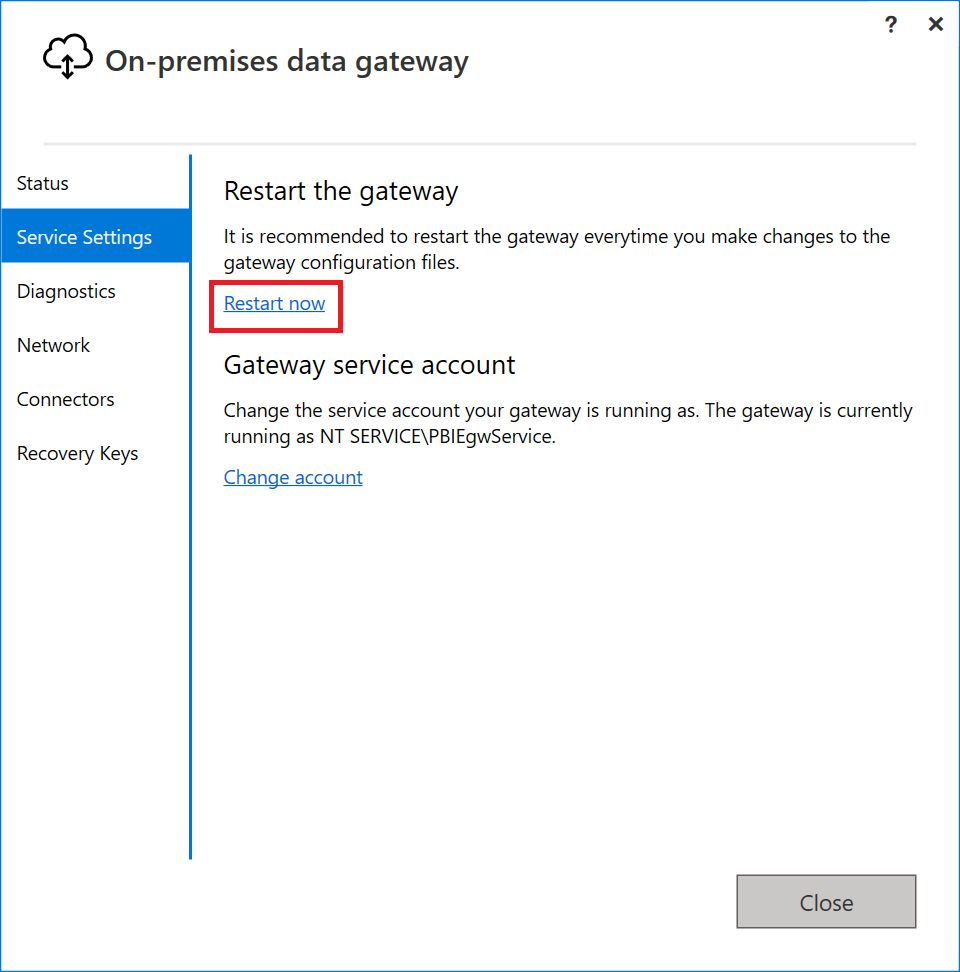 ?
On-premises data gateway
Status
Service Settings
Diagnostics
Network
Connectors
Recovery Keys
Restart the gateway
It is recommended to restart the gateway everytime you make changes to the
gateway configuration files.
Restart now
Gateway service account
Change the service account your gateway is running as. The gateway is currently
running as NT SERVICE\PBIEgwService.
Change account
Close